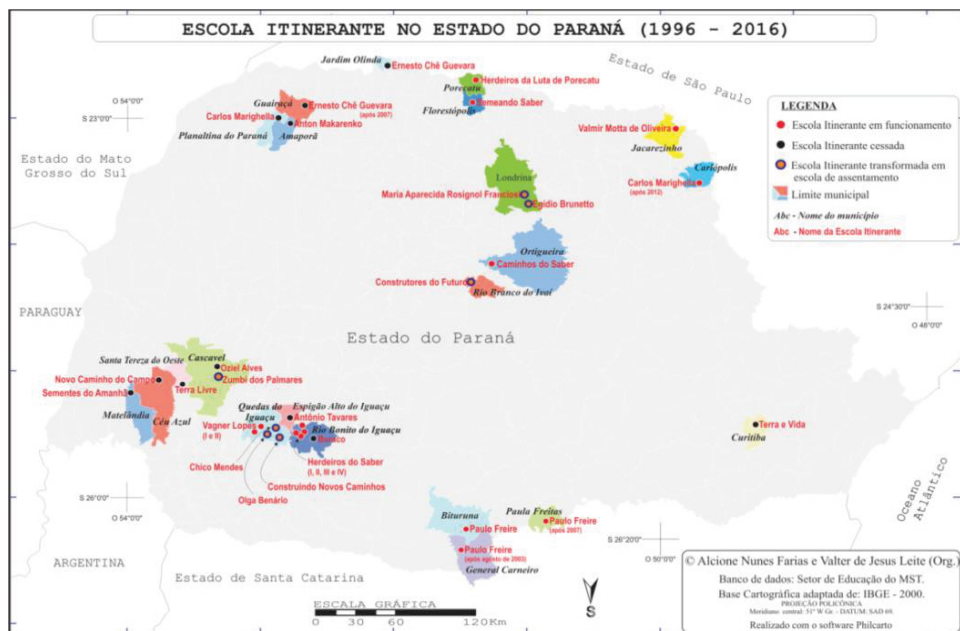 ESCOLA ITINERANTE NO ESTADO DO PARANÁ (1996 - 2016)
Jardim Olinda
Ernesto Chê Guevara
Herdeiros da Luta de Porecatu
Porecatu
Semeando Saber
Florestópolis
Estado de São Paulo
O 54°0'0"
S 23°0'0"
Guairaçá
Ernesto Chê Guevara
(após 2007)
Carlos Marighella
Anton Makarenko
Planaltina do Paraná
Amaporã
Estado do Mato
Grosso do Sul
Valmir Motta de Oliveira
Jacarezinho
Carlópolis
Carlos Marighella
(após 2012)
LEGENDA
Escola Itinerante em funcionamento
Escola Itinerante cessada
Escola Itinerante transformada em
escola de assentamento
Limite municipal
Abc - Nome do município
Abc - Nome da Escola Itinerante
Londrina
Maria Aparecida Rosignol Franciosi
Egidio Brunetto
Ortigueira
Caminhos do Saber
Construtores do Futuro
Rio Branco do Ivaí
S 24°30'0"
O 48°0'0"
PARAGUAY
Estado do Paraná
Santa Tereza do Oeste
Cascavel
Oziel Alves
Novo Caminho do Campo
Zumbi dos Palmares
Sementes do Amanhã
Terra Livre
Matelândia
Céu Azul
Quedas do
Iguaçu
Espigão Alto do Iguaçu
Antônio Tavares
Vagner Lopes
(I e II)
Rio Bonito do Iguaçu
Chico Mendes
Herdeiros do Saber
(I, II, III e IV)
Construindo Novos Caminhos
Olga Benário
Terra e Vida
Curitiba
S 26°0'0"
O 54°0'0"
Oceano
Atlântico
Bituruna
Paula Freitas
Paulo Freire
Paulo Freire
(após 2007)
Paulo Freire
(após agosto de 2003)
General Carneiro
S 26°20'0"
O 50°0'0"
ARGENTINA
Estado de Santa Catarina
ESCALA GRÁFICA
0 30 60 120Km
S
© Alcione Nunes Farias e Valter de Jesus Leite (Org.)
Banco de dados: Setor de Educação do MST.
Base Cartográfica adaptada de: IBGE - 2000.
PROJEÇÃO POLICÔNICA
Meridiano central: 51° W Gr. - DATUM: SAD 69.
Realizado com o software Philcarto